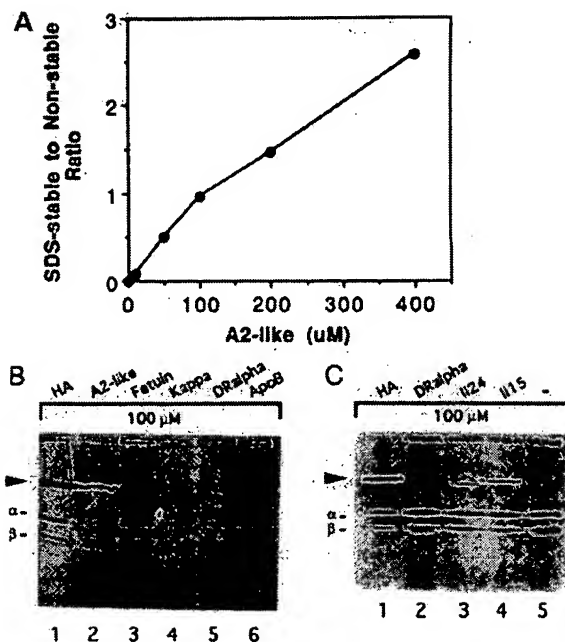 A
SDS-stable to Non-stable
Ratio
3
2
1
0
0 100 200 300 400
A2-like (uM)
B
HA A2-like Fetuin Kappa DRalpha ApoB
100 μM
α-
β-
1 2 3 4 5 6
C
HA DRalpha Ii24 Ii15 -
100 μM
α-
β-
1 2 3 4 5